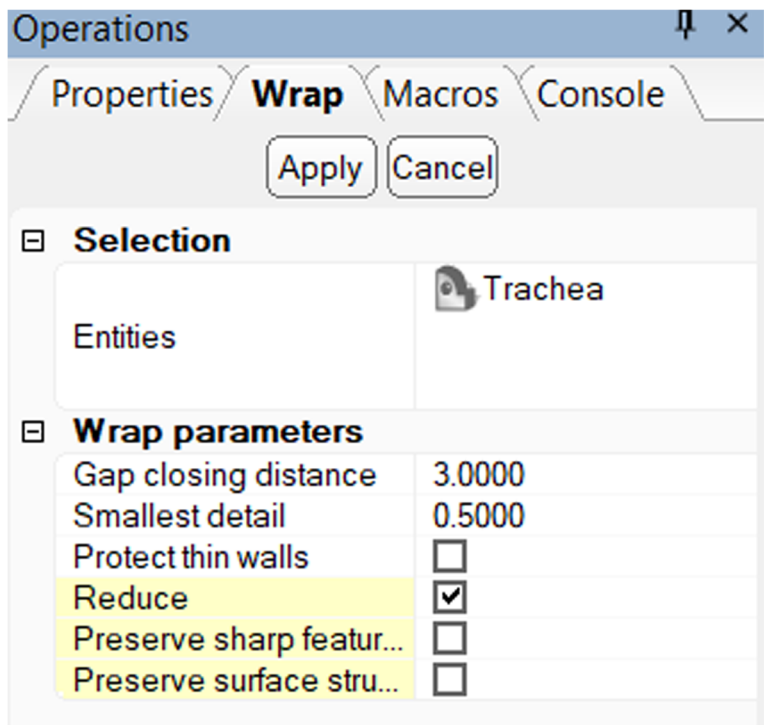 Operations
Properties Wrap Macros Console
Apply Cancel
Selection
Entities Trachea
Wrap parameters
Gap closing distance 3.0000
Smallest detail 0.5000
Protect thin walls
Reduce
Preserve sharp featur...
Preserve surface stru...